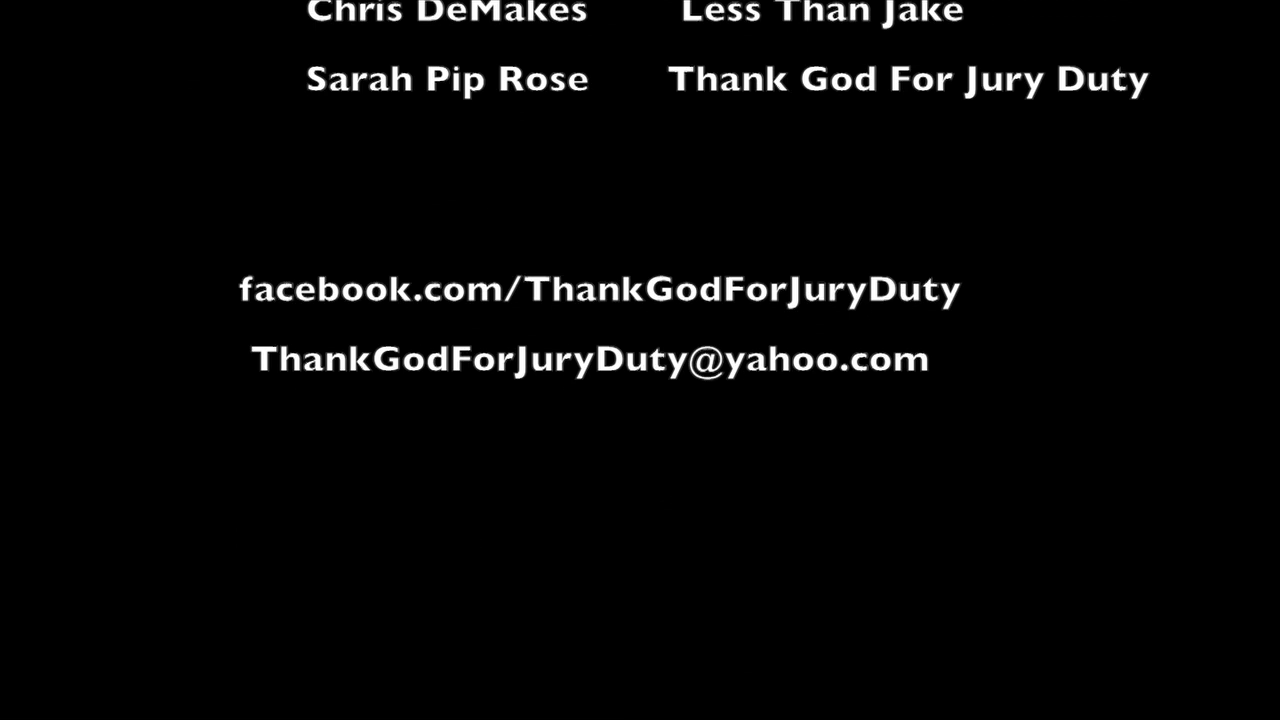 Chris DeMakes Less Than Jake
Sarah Pip Rose Thank God For Jury Duty
facebook.com/ThankGodForJuryDuty
ThankGodForJuryDuty@yahoo.com